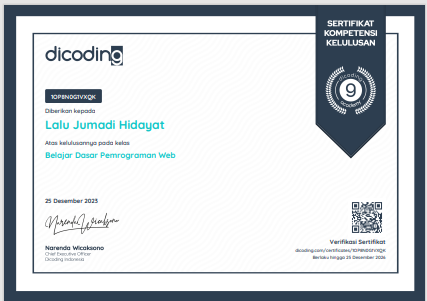 SERTIFIKAT
KOMPETENSI
KELULUSAN
dicoding
dicoding
9
academy
1OP8N0G1VXQK
Diberikan kepada
Lalu Jumadi Hidayat
Atas kelulusannya pada kelas
Belajar Dasar Pemrograman Web
25 Desember 2023
Narenda Wicaksono
Narenda Wicaksono
Chief Executive Officer
Dicoding Indonesia
Verifikasi Sertifikat
dicoding.com/certificates/1OP8N0G1VXQK
Berlaku hingga 25 Desember 2026